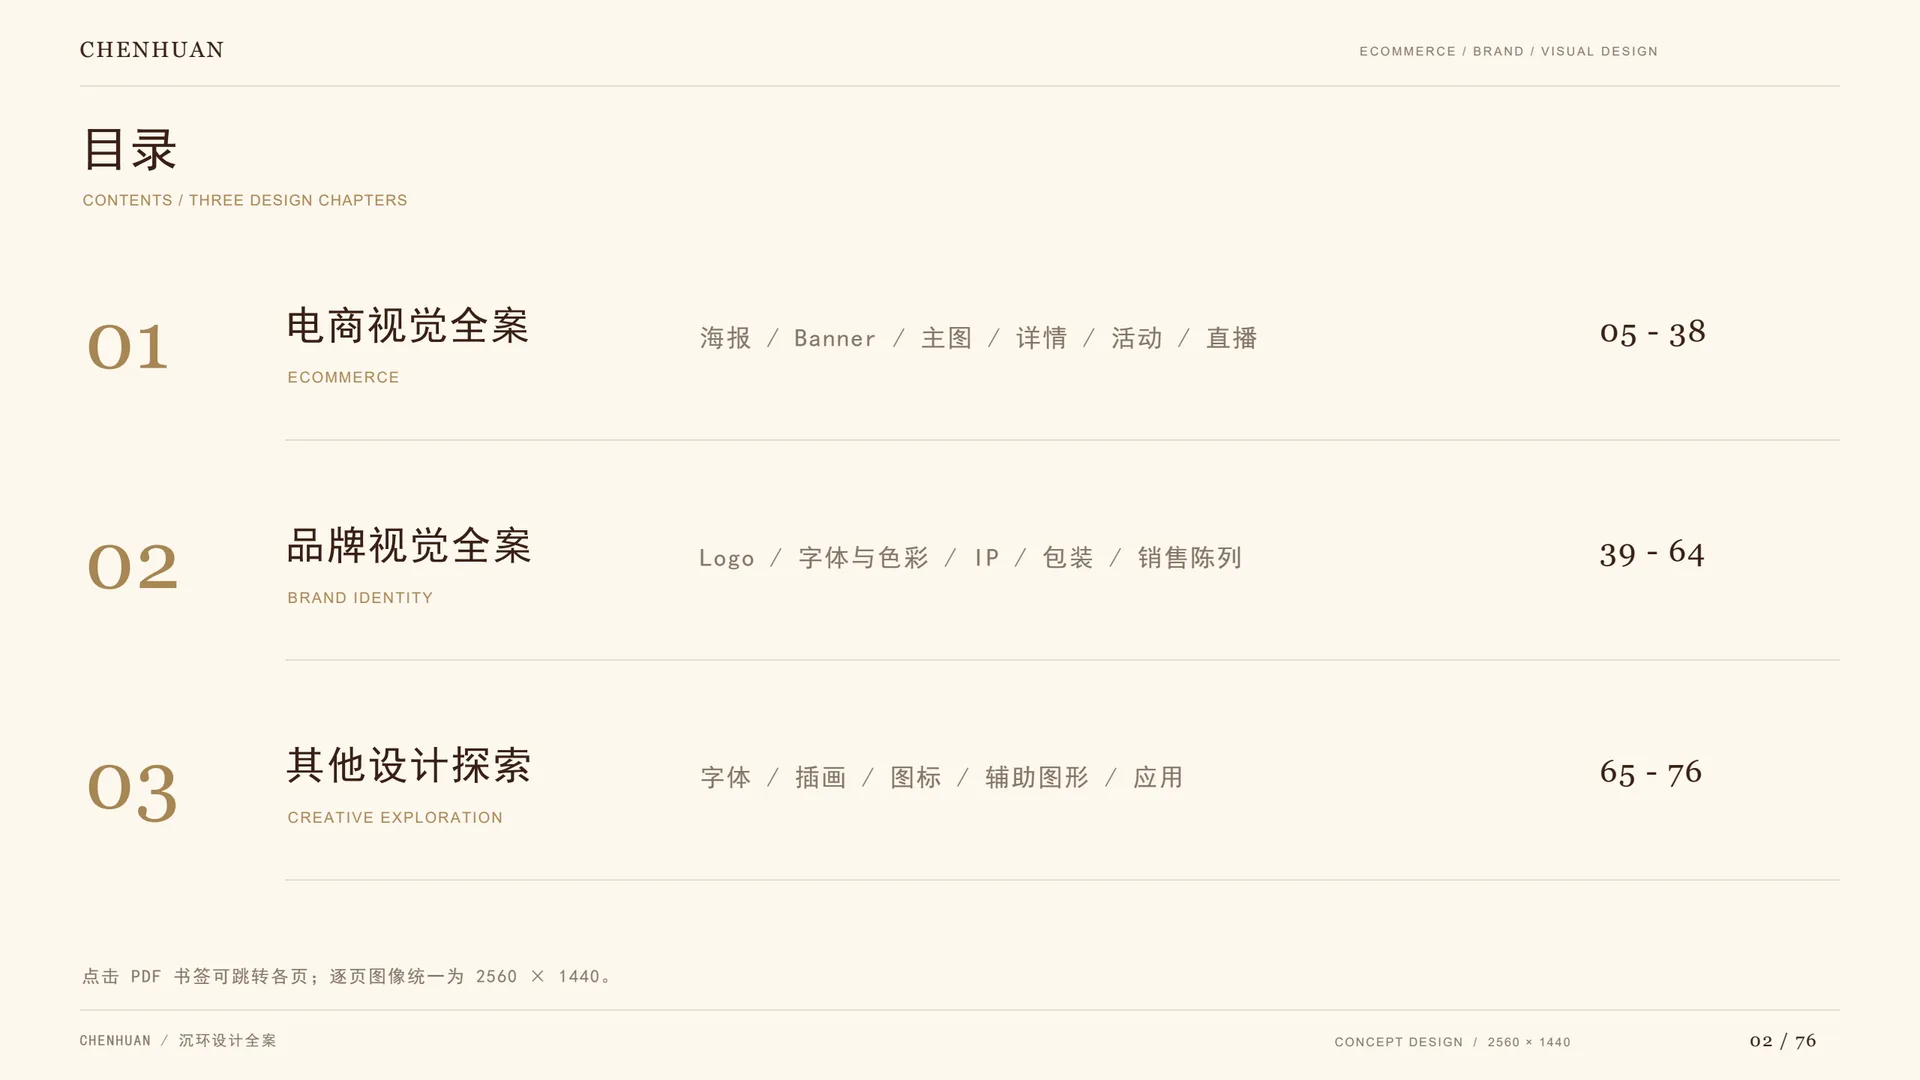 CHENHUAN
ECOMMERCE / BRAND / VISUAL DESIGN
目录
CONTENTS / THREE DESIGN CHAPTERS
01
电商视觉全案
ECOMMERCE
海报 / Banner / 主图 / 详情 / 活动 / 直播
05 - 38
02
品牌视觉全案
BRAND IDENTITY
Logo / 字体与色彩 / IP / 包装 / 销售陈列
39 - 64
03
其他设计探索
CREATIVE EXPLORATION
字体 / 插画 / 图标 / 辅助图形 / 应用
65 - 76
点击 PDF 书签可跳转各页；逐页图像统一为 2560 × 1440。
CHENHUAN / 沉环设计全案
CONCEPT DESIGN / 2560 × 1440
02 / 76